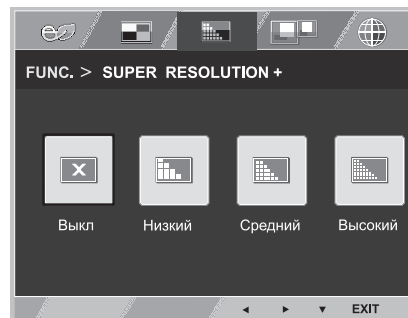 FUNC. > SUPER RESOLUTION +
Выкл Низкий Средний Высокий
EXIT